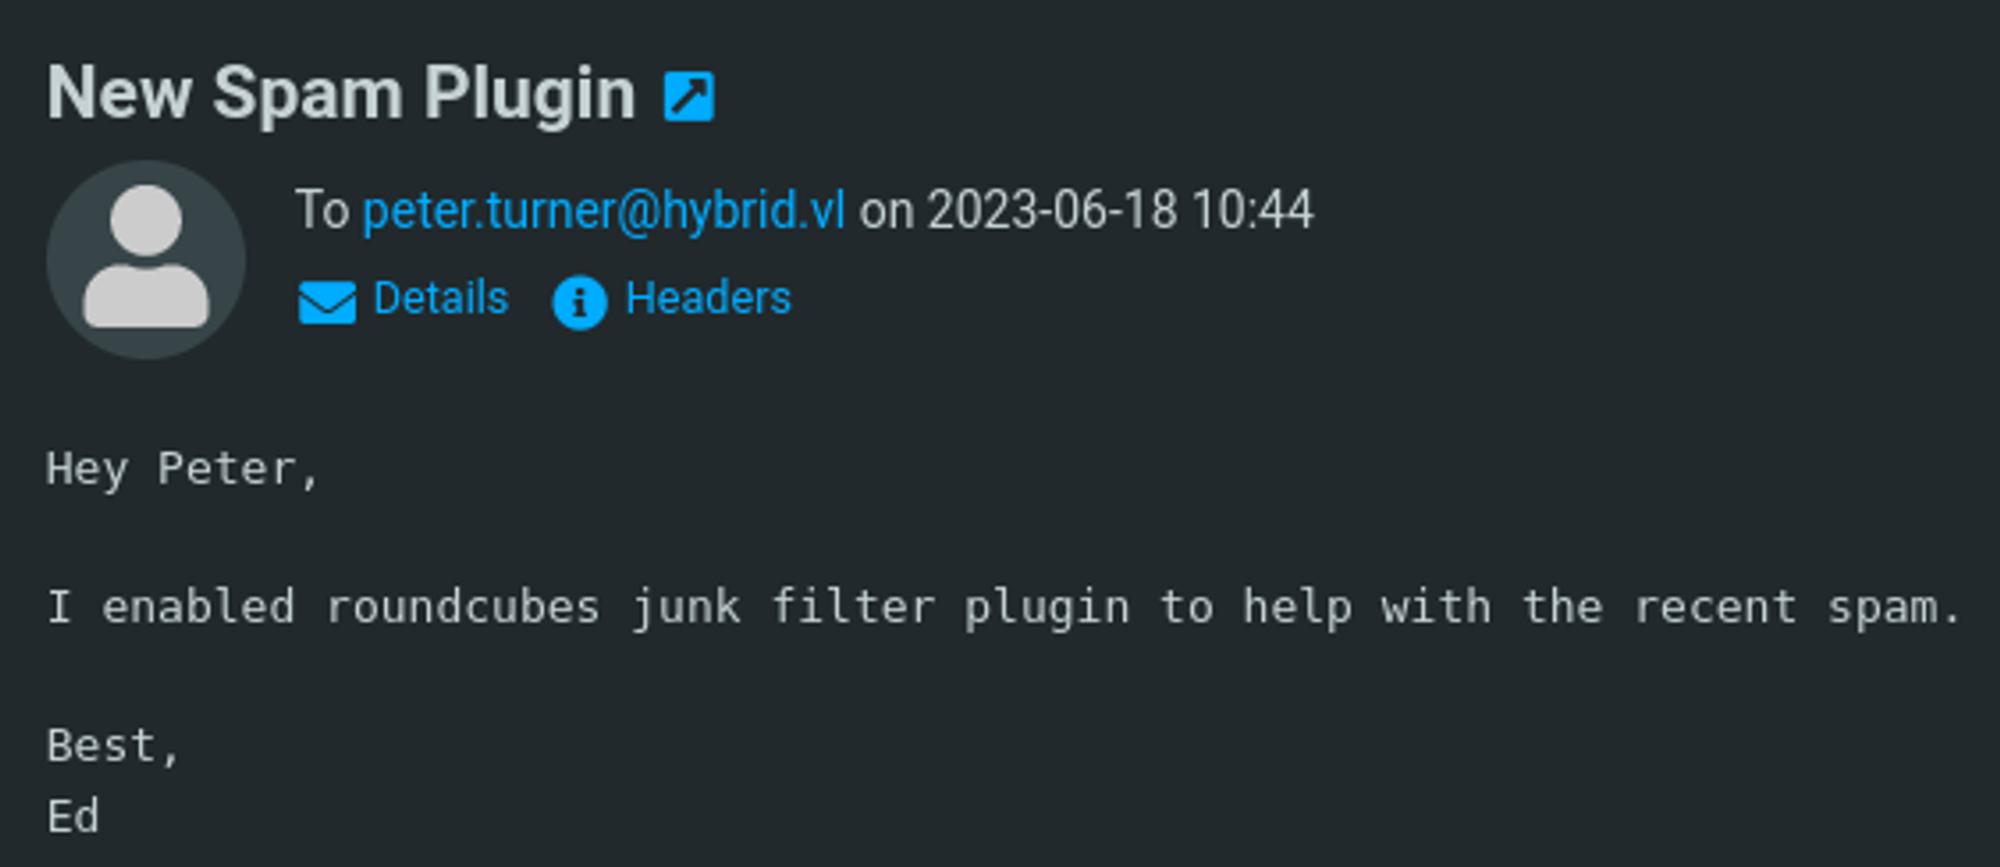 New Spam Plugin
To peter.turner@hybrid.vl on 2023-06-18 10:44
Details Headers
Hey Peter,
I enabled roundcubes junk filter plugin to help with the recent spam.
Best,
Ed